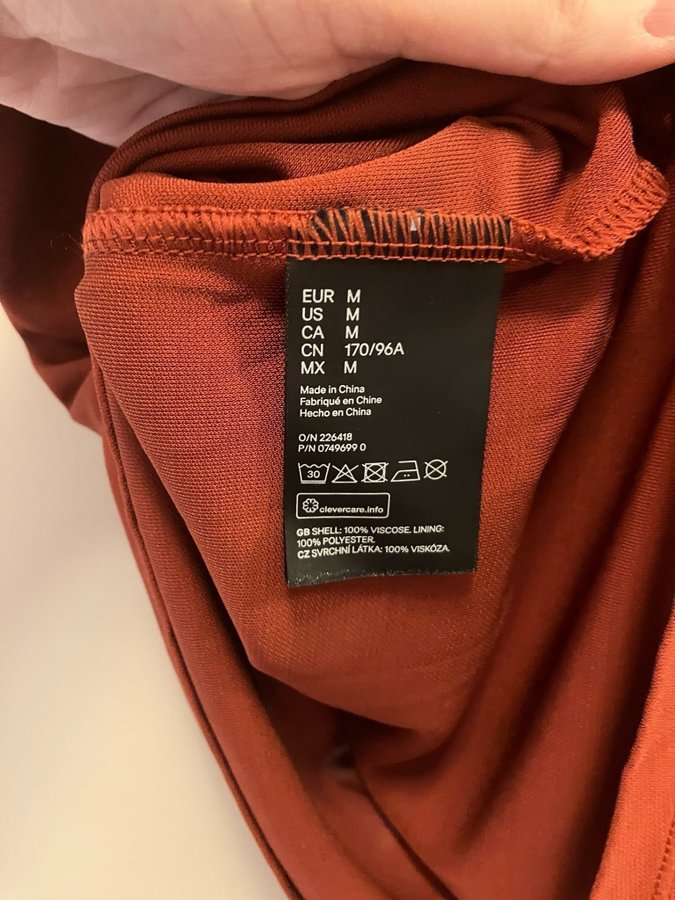 EUR M
US M
CA M
CN 170/96A
MX M
Made in China
Fabriqué en Chine
Hecho en China
O/N 226418
P/N 0749699 0
30
clevercare.info
GB SHELL: 100% VISCOSE. LINING:
100% POLYESTER.
CZ SVRCHNÍ LÁTKA: 100% VISKÓZA.